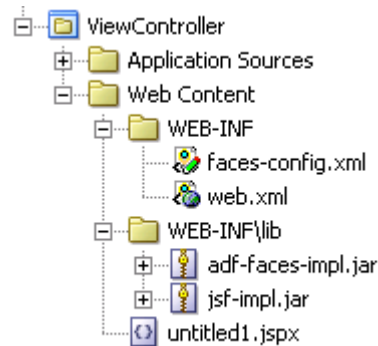 ViewController
Application Sources
Web Content
WEB-INF
faces-config.xml
web.xml
WEB-INF\lib
adf-faces-impl.jar
jsf-impl.jar
untitled1.jspx